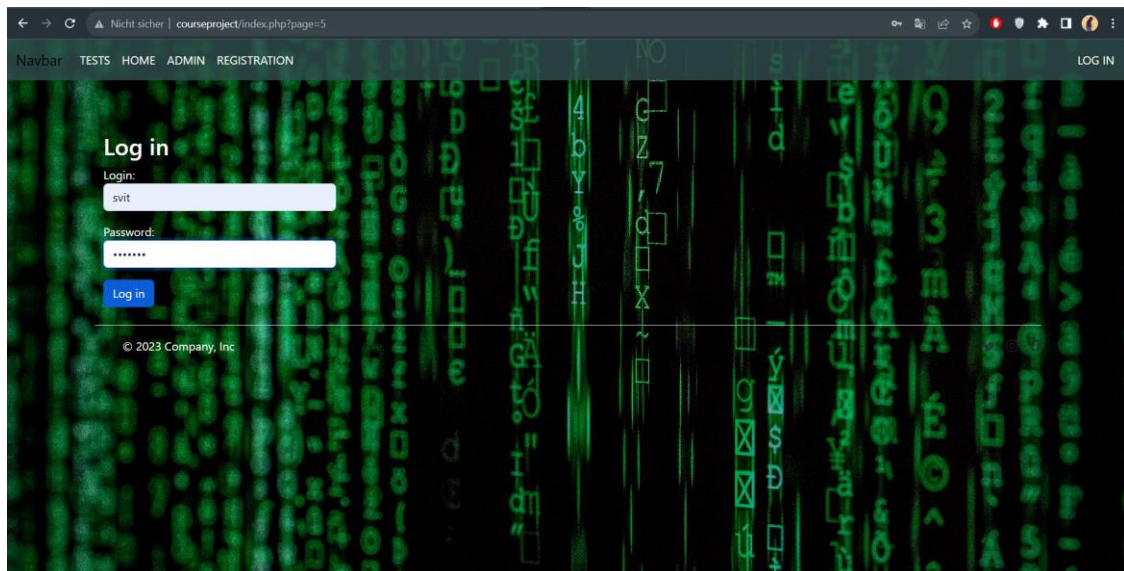 Nicht sicher | courseproject/index.php?page=5
Navbar TESTS HOME ADMIN REGISTRATION LOG IN
Log in
Login:
svit
Password:
•••••••
Log in
© 2023 Company, Inc